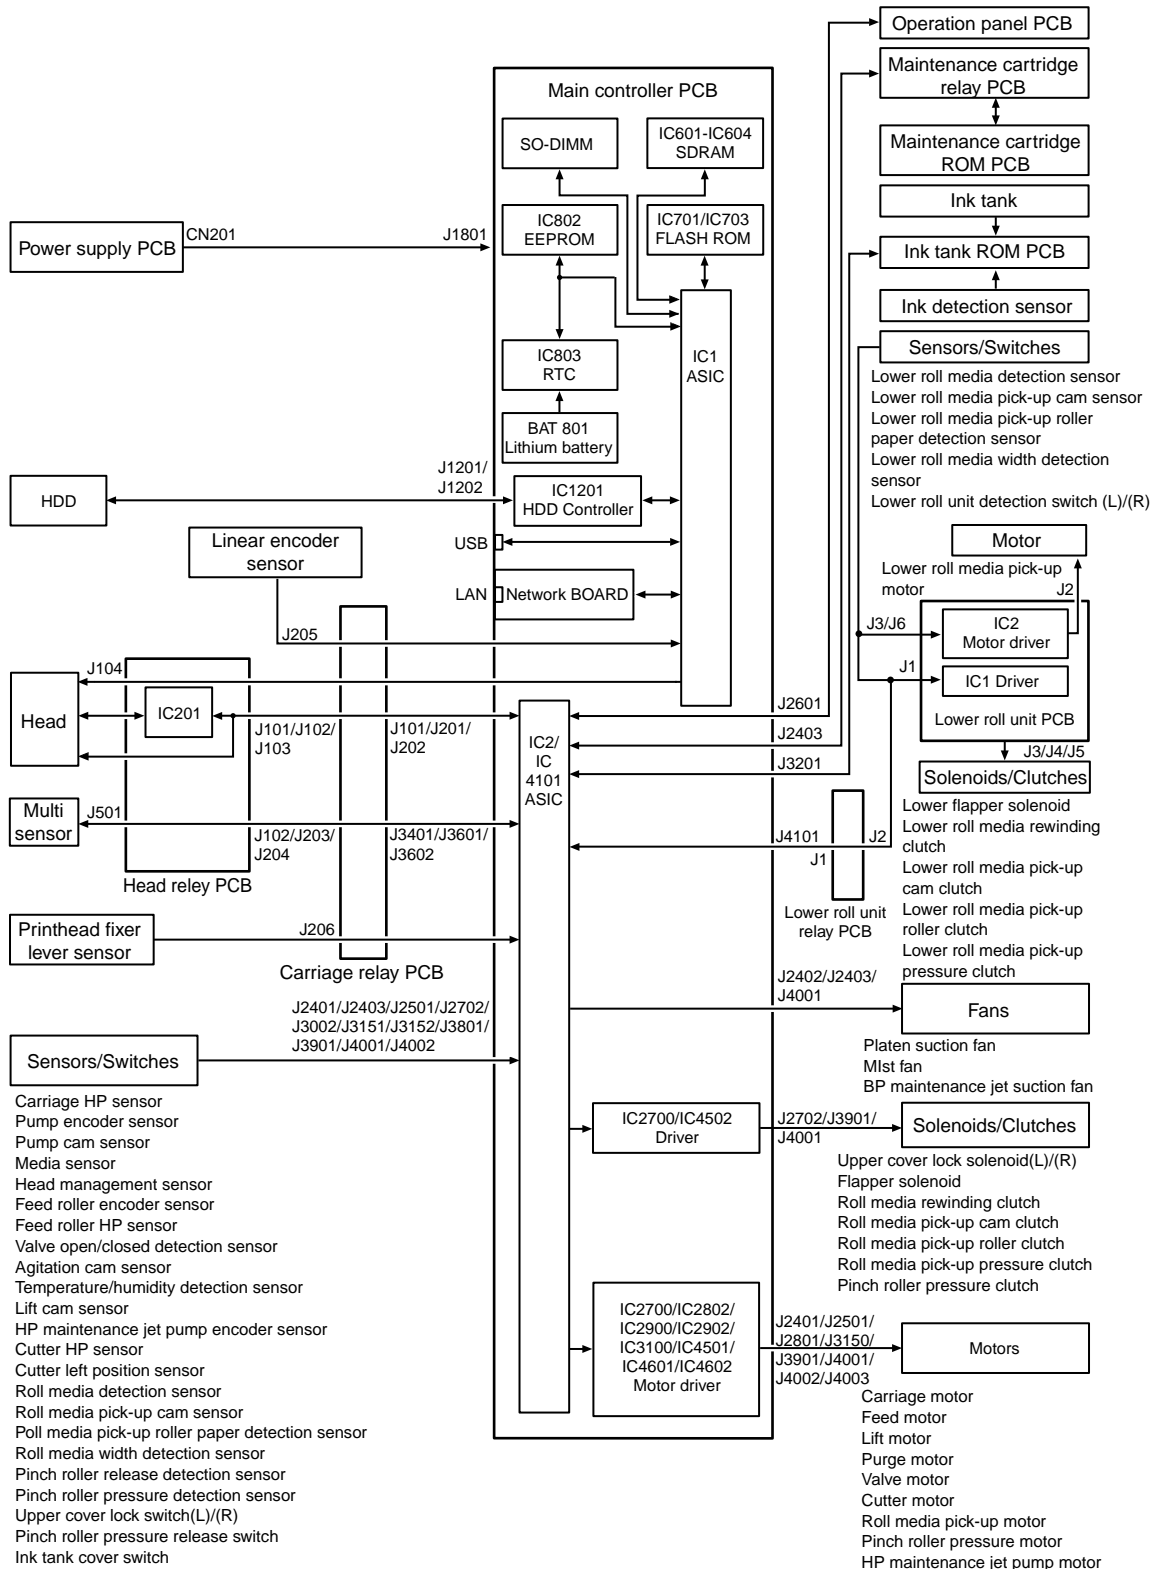 Operation panel PCB
Maintenance cartridge
relay PCB
Maintenance cartridge
ROM PCB
Ink tank
Ink tank ROM PCB
Ink detection sensor
Sensors/Switches
Lower roll media detection sensor
Lower roll media pick-up cam sensor
Lower roll media pick-up roller
paper detection sensor
Lower roll media width detection
sensor
Lower roll unit detection switch (L)/(R)
Main controller PCB
SO-DIMM
IC601-IC604
SDRAM
IC802
EEPROM
IC701/IC703
FLASH ROM
Power supply PCB
CN201
J1801
IC803
RTC
IC1
ASIC
BAT 801
Lithium battery
HDD
J1201/
J1202
IC1201
HDD Controller
Linear encoder
sensor
USB
LAN
Network BOARD
J205
J104
Head
IC201
J101/J102/
J103
J101/J201/
J202
IC2/
IC
4101
ASIC
Multi
sensor
J501
J102/J203/
J204
J3401/J3601/
J3602
Head reley PCB
Printhead fixer
lever sensor
J206
Carriage relay PCB
Motor
Lower roll media pick-up
motor
J2
J3/J6
IC2
Motor driver
J1
IC1 Driver
Lower roll unit PCB
J3/J4/J5
Solenoids/Clutches
Lower flapper solenoid
Lower roll media rewinding
clutch
Lower roll media pick-up
cam clutch
Lower roll media pick-up
roller clutch
Lower roll media pick-up
pressure clutch
J2601
J2403
J3201
J4101
J1
J2
Lower roll unit
relay PCB
J2401/J2403/J2501/J2702/
J3002/J3151/J3152/J3801/
J3901/J4001/J4002
Sensors/Switches
Carriage HP sensor
Pump encoder sensor
Pump cam sensor
Media sensor
Head management sensor
Feed roller encoder sensor
Feed roller HP sensor
Valve open/closed detection sensor
Agitation cam sensor
Temperature/humidity detection sensor
Lift cam sensor
HP maintenance jet pump encoder sensor
Cutter HP sensor
Cutter left position sensor
Roll media detection sensor
Roll media pick-up cam sensor
Poll media pick-up roller paper detection sensor
Roll media width detection sensor
Pinch roller release detection sensor
Pinch roller pressure detection sensor
Upper cover lock switch(L)/(R)
Pinch roller pressure release switch
Ink tank cover switch
J2402/J2403/
J4001
Fans
Platen suction fan
MIst fan
BP maintenance jet suction fan
IC2700/IC4502
Driver
J2702/J3901/
J4001
Solenoids/Clutches
Upper cover lock solenoid(L)/(R)
Flapper solenoid
Roll media rewinding clutch
Roll media pick-up cam clutch
Roll media pick-up roller clutch
Roll media pick-up pressure clutch
Pinch roller pressure clutch
IC2700/IC2802/
IC2900/IC2902/
IC3100/IC4501/
IC4601/IC4602
Motor driver
J2401/J2501/
J2801/J3150/
J3901/J4001/
J4002/J4003
Motors
Carriage motor
Feed motor
Lift motor
Purge motor
Valve motor
Cutter motor
Roll media pick-up motor
Pinch roller pressure motor
HP maintenance jet pump motor